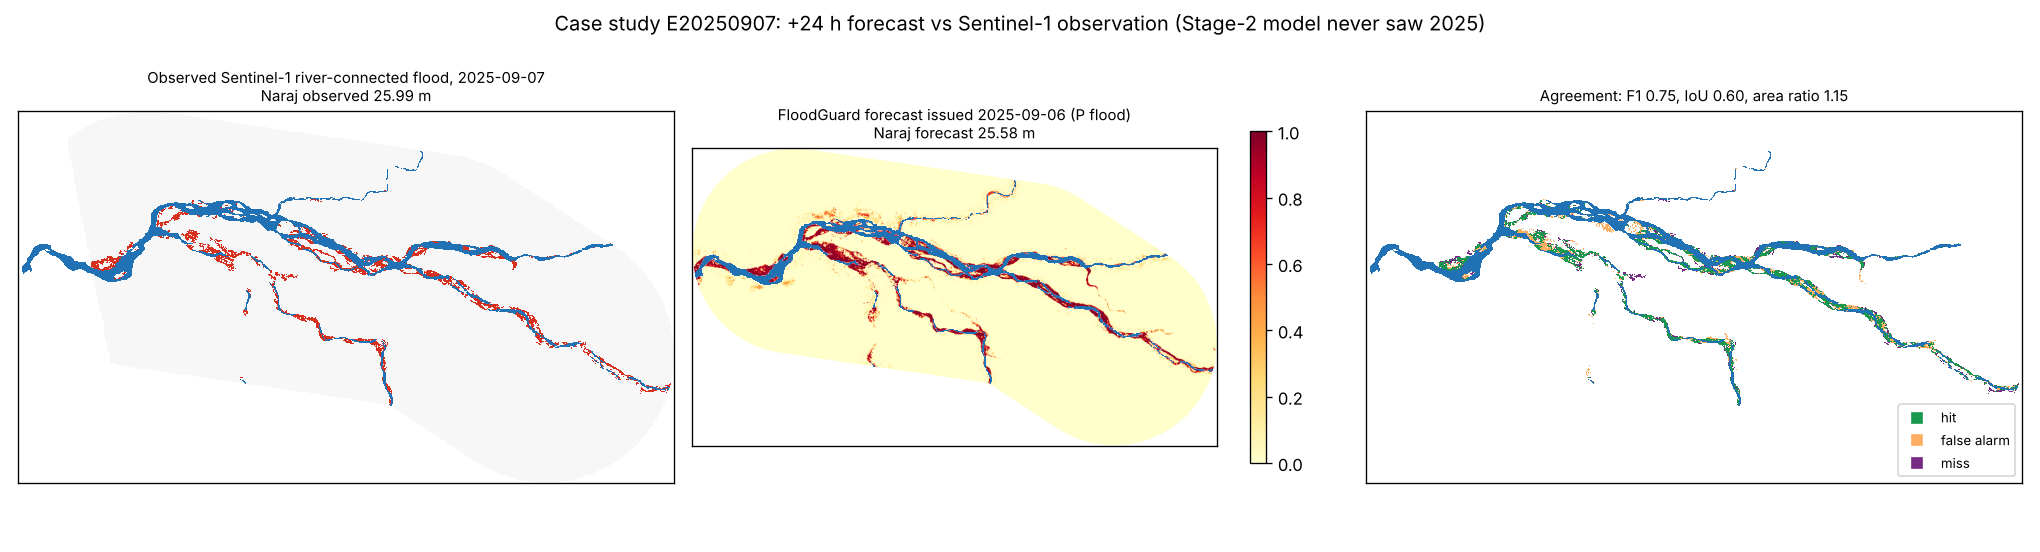 Case study E20250907: +24 h forecast vs Sentinel-1 observation (Stage-2 model never saw 2025)
Observed Sentinel-1 river-connected flood, 2025-09-07
Naraj observed 25.99 m
FloodGuard forecast issued 2025-09-06 (P flood)
Naraj forecast 25.58 m
1.0
0.8
0.6
0.4
0.2
0.0
Agreement: F1 0.75, IoU 0.60, area ratio 1.15
hit
false alarm
miss